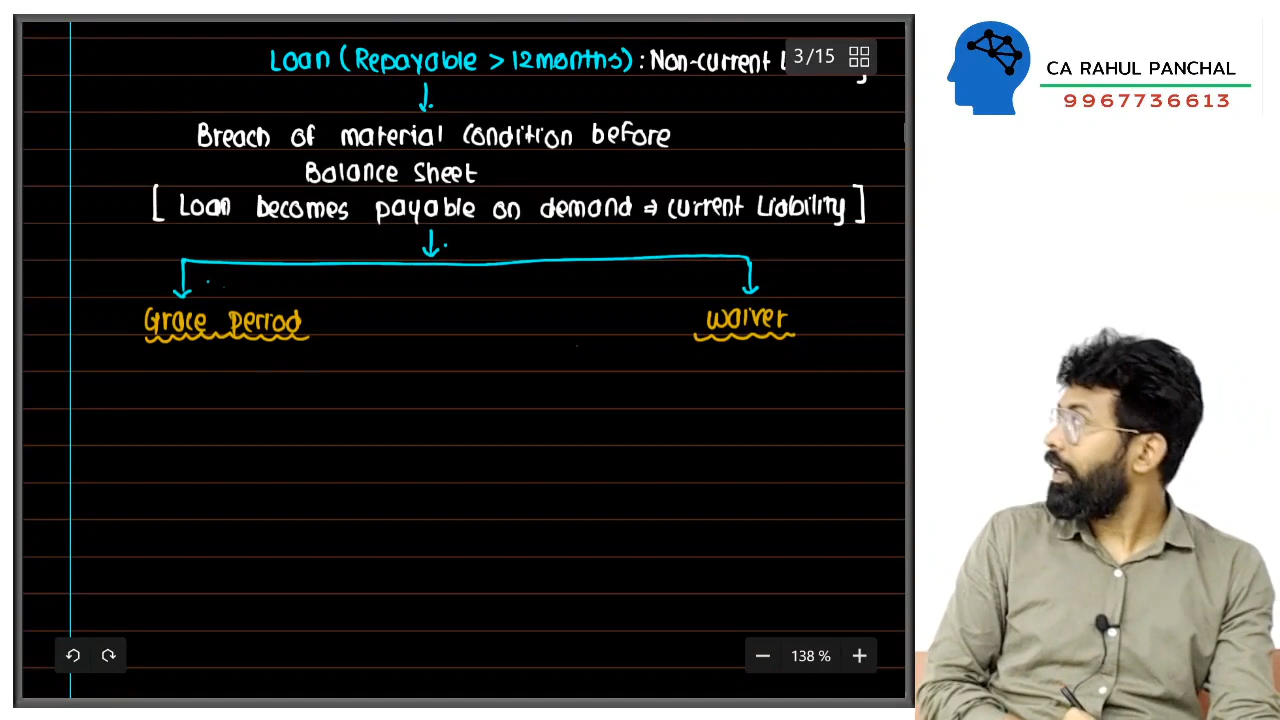 Loan (Repayable > 12months) : Non-current
3/15
Breach of material condition before
Balance Sheet
[ Loan becomes payable on demand → Current Liability ]
Grace Period
Waiver
138 %
CA RAHUL PANCHAL
9967736613